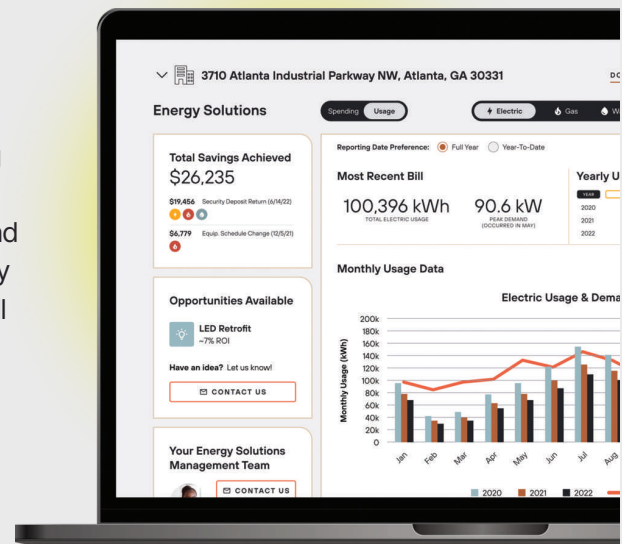 3710 Atlanta Industrial Parkway NW, Atlanta, GA 30331
Energy Solutions
Spending Usage
Electric Gas
Total Savings Achieved
$26,235
$19,456 Security Deposit Return (6/14/22)
$6,779 Equip. Schedule Change (12/5/21)
Opportunities Available
LED Retrofit
~7% ROI
Have an idea? Let us know!
CONTACT US
Your Energy Solutions
Management Team
CONTACT US
Reporting Date Preference: Full Year Year-To-Date
Most Recent Bill
100,396 kWh
TOTAL ELECTRIC USAGE
90.6 kW
PEAK DEMAND
(OCCURRED IN MAY)
Yearly U
YEAR
2020
2021
2022
Monthly Usage Data
Electric Usage & Dema
Monthly Usage (kWh)
200k
180k
160k
140k
120k
100k
80k
60k
40k
20k
0
Jan Feb Mar Apr May Jun Jul Aug
2020 2021 2022